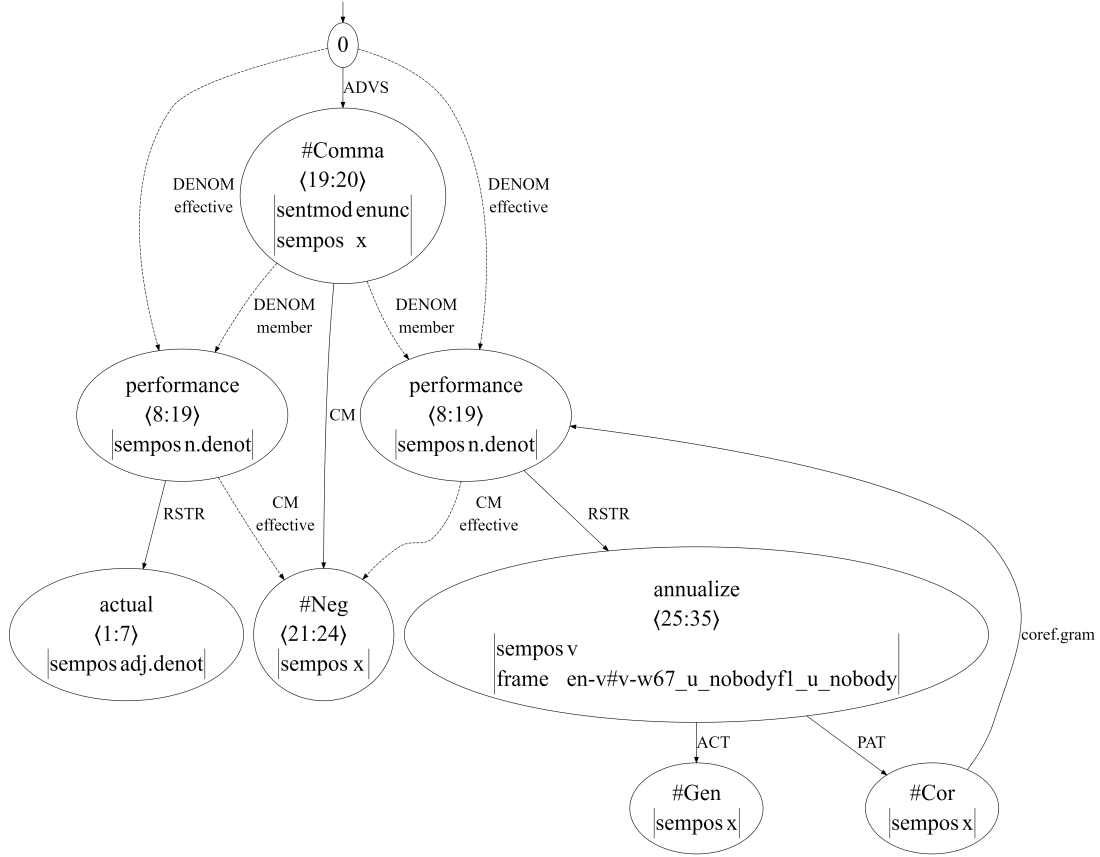 0
ADVS
#Comma
⟨19:20⟩
sentmod enunc
sempos x
DENOM
effective
DENOM
effective
DENOM
member
DENOM
member
performance
⟨8:19⟩
sempos n.denot
CM
performance
⟨8:19⟩
sempos n.denot
RSTR
CM
effective
CM
effective
RSTR
actual
⟨1:7⟩
sempos adj.denot
#Neg
⟨21:24⟩
sempos x
annualize
⟨25:35⟩
sempos v
frame en-v#v-w67_u_nobodyf1_u_nobody
coref.gram
ACT
PAT
#Gen
sempos x
#Cor
sempos x